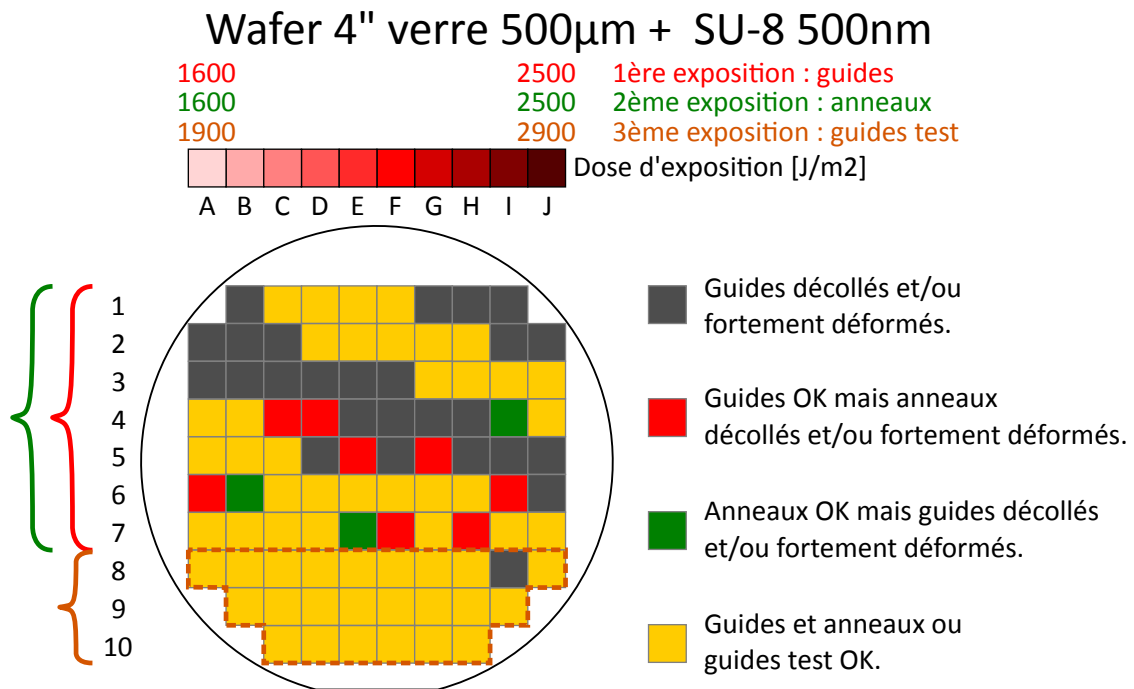 Wafer 4" verre 500µm + SU-8 500nm
1600 2500 1ère exposition : guides
1600 2500 2ème exposition : anneaux
1900 2900 3ème exposition : guides test
Dose d'exposition [J/m2]
A B C D E F G H I J
1
2
3
4
5
6
7
8
9
10
Guides décollés et/ou
fortement déformés.
Guides OK mais anneaux
décollés et/ou fortement déformés.
Anneaux OK mais guides décollés
et/ou fortement déformés.
Guides et anneaux ou
guides test OK.